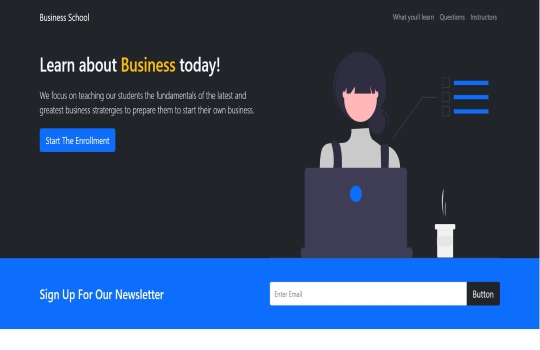 Business School
What youll learn Questions Instructors
Learn about Business today!
We focus on teaching our students the fundamentals of the latest and
greatest business stratergies to prepare them to start their own business.
Start The Enrollment
Sign Up For Our Newsletter
Enter Email
Button